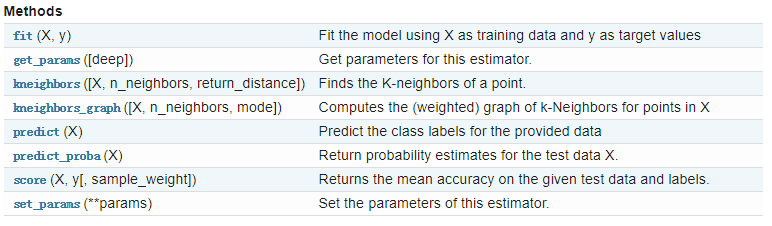 Methods
fit (X, y) Fit the model using X as training data and y as target values
get_params ([deep]) Get parameters for this estimator.
kneighbors ([X, n_neighbors, return_distance]) Finds the K-neighbors of a point.
kneighbors_graph ([X, n_neighbors, mode]) Computes the (weighted) graph of k-Neighbors for points in X
predict (X) Predict the class labels for the provided data
predict_proba (X) Return probability estimates for the test data X.
score (X, y[, sample_weight]) Returns the mean accuracy on the given test data and labels.
set_params (**params) Set the parameters of this estimator.